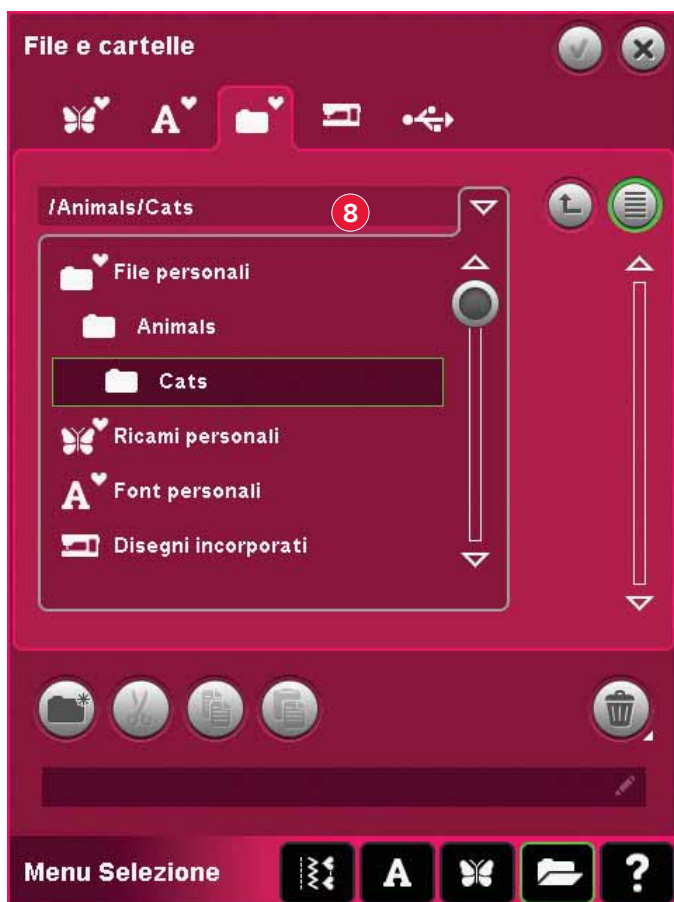 File e cartelle
A
/Animals/Cats
8
File personali
Animals
Cats
Ricami personali
A Font personali
Disegni incorporati
Menu Selezione
A
?